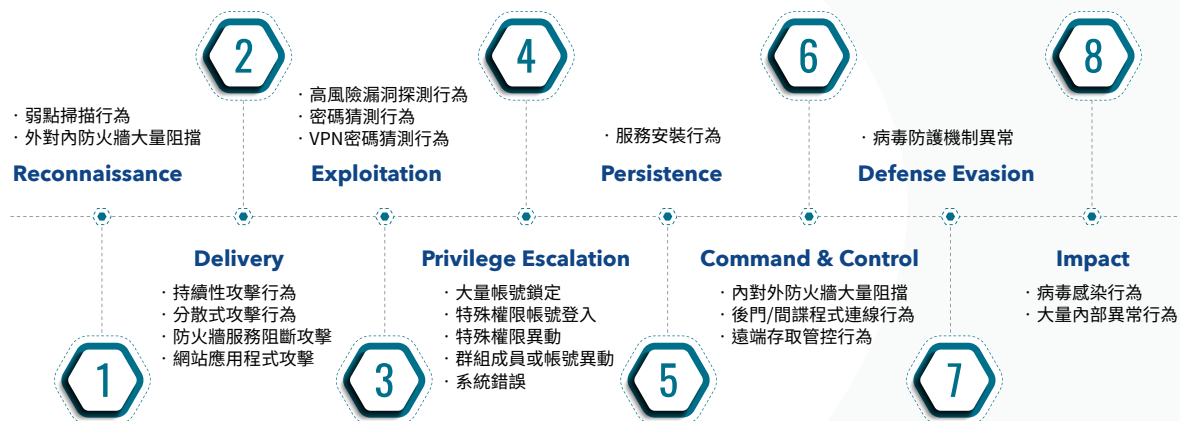 2
4
6
8
· 弱點掃描行為
· 外對內防火牆大量阻擋
Reconnaissance
· 高風險漏洞探測行為
· 密碼猜測行為
· VPN密碼猜測行為
Exploitation
· 服務安裝行為
Persistence
· 病毒防護機制異常
Defense Evasion
Delivery
· 持續性攻擊行為
· 分散式攻擊行為
· 防火牆服務阻斷攻擊
· 網站應用程式攻擊
Privilege Escalation
· 大量帳號鎖定
· 特殊權限帳號登入
· 特殊權限異動
· 群組成員或帳號異動
· 系統錯誤
Command & Control
· 內對外防火牆大量阻擋
· 後門/間諜程式連線行為
· 遠端存取管控行為
Impact
· 病毒感染行為
· 大量內部異常行為
1
3
5
7